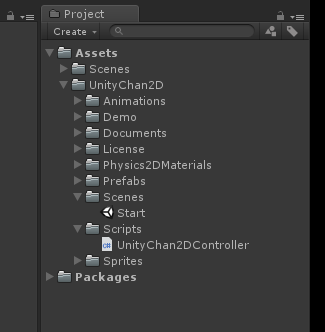 Project
Create
Assets
Scenes
UnityChan2D
Animations
Demo
Documents
License
Physics2DMaterials
Prefabs
Scenes
Start
Scripts
C#
UnityChan2DController
Sprites
Packages